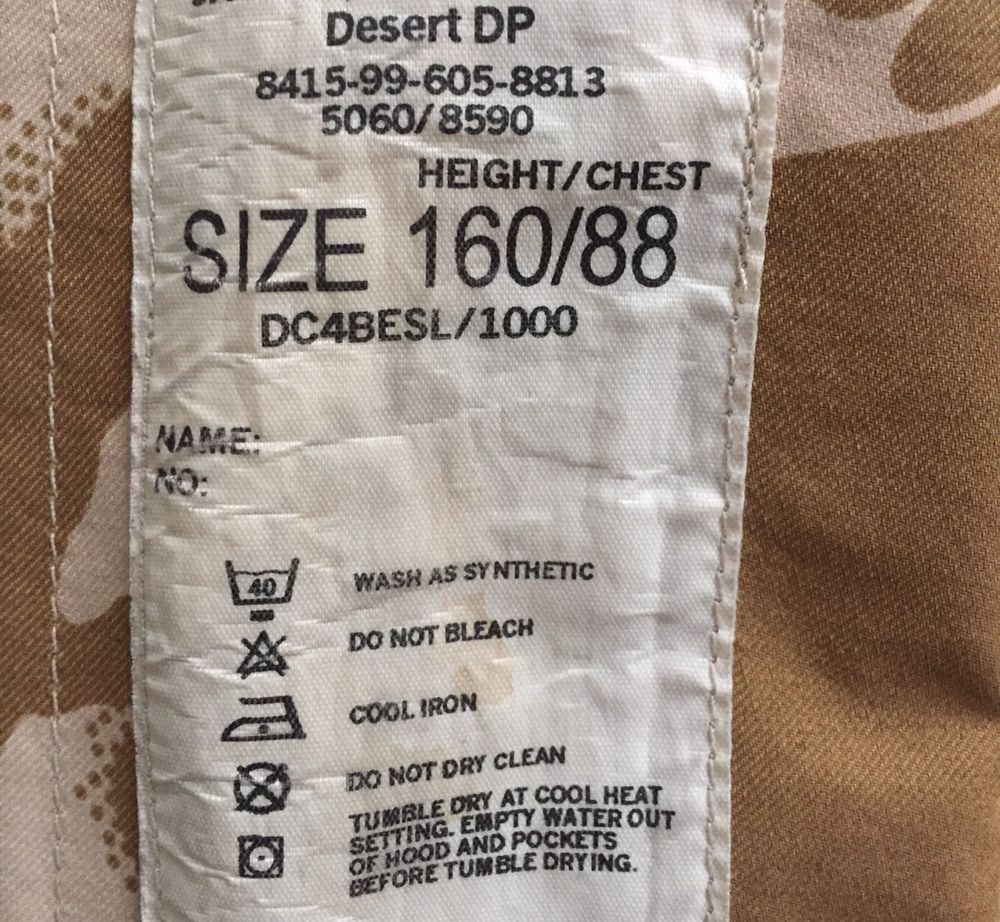 Desert DP
8415-99-605-8813
5060/8590
HEIGHT/CHEST
SIZE 160/88
DC4BESL/1000
NAME:
NO:
40 WASH AS SYNTHETIC
DO NOT BLEACH
COOL IRON
DO NOT DRY CLEAN
TUMBLE DRY AT COOL HEAT
SETTING. EMPTY WATER OUT
OF HOOD AND POCKETS
BEFORE TUMBLE DRYING.